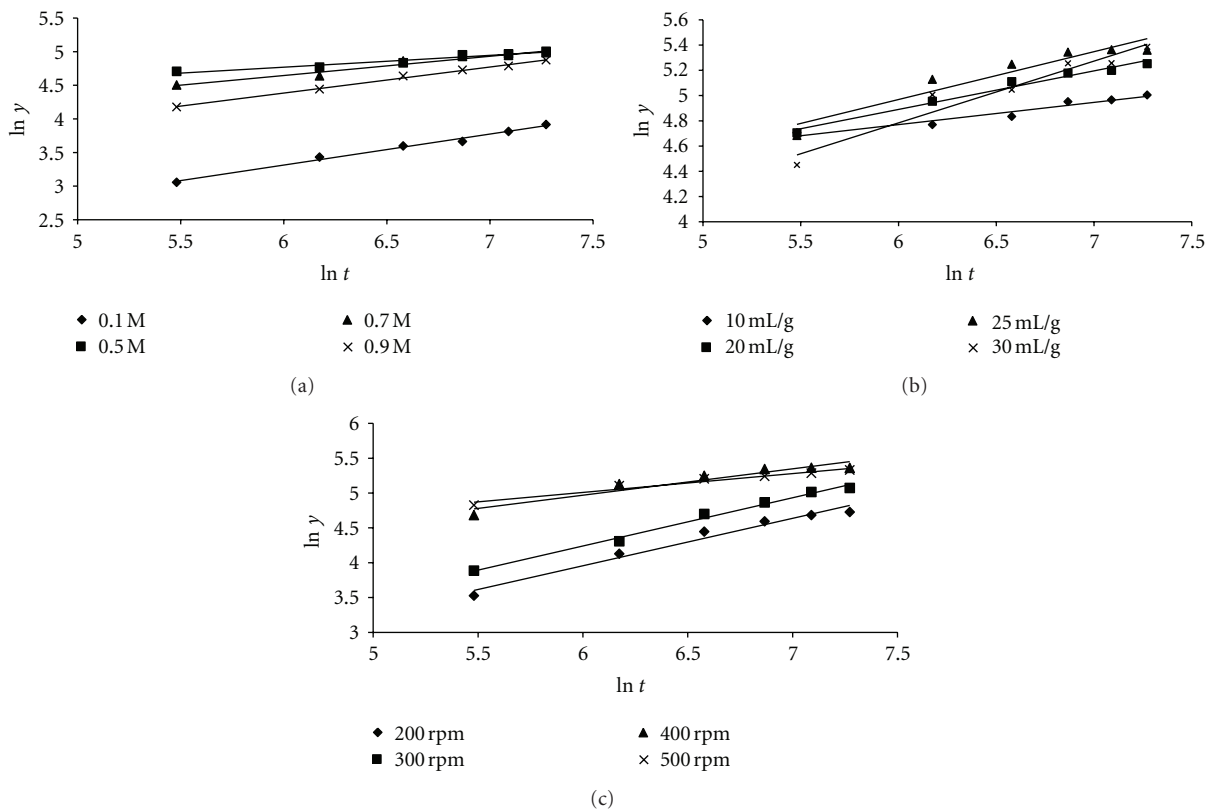 5.5
5
4.5
4
3.5
3
2.5
ln y
5 5.5 6 6.5 7 7.5
ln t
0.1 M
0.5 M
0.7 M
0.9 M
(a)
5.6
5.4
5.2
5
4.8
4.6
4.4
4.2
4
ln y
5 5.5 6 6.5 7 7.5
ln t
10 mL/g
20 mL/g
25 mL/g
30 mL/g
(b)
6
5.5
5
4.5
4
3.5
3
ln y
5 5.5 6 6.5 7 7.5
ln t
200 rpm
300 rpm
400 rpm
500 rpm
(c)